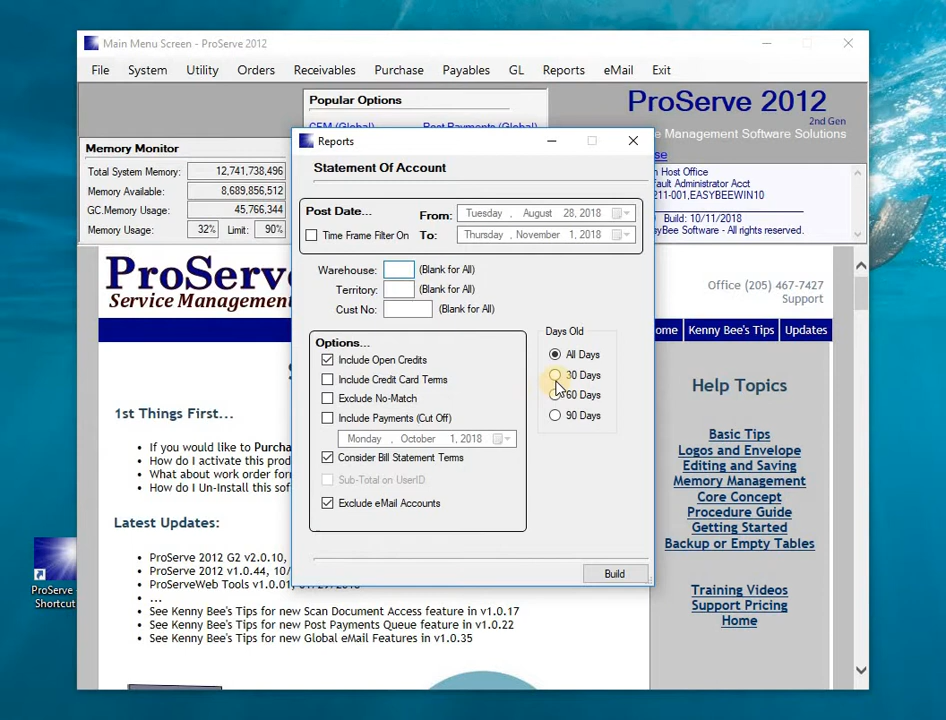 Main Menu Screen - ProServe 2012
File System Utility Orders Receivables Purchase Payables GL Reports eMail Exit
Popular Options
ProServe 2012
2nd Gen
Management Software Solutions
Memory Monitor
Total System Memory: 12,741,738,496
Memory Available: 8,689,856,512
GC.Memory Usage: 45,766,344
Memory Usage: 32% Limit: 90%
Host Office
Administrator Acct
211-001,EASYBEEWIN10
Build: 10/11/2018
Software - All rights reserved.
Reports
Statement Of Account
Post Date...
From: Tuesday , August 28, 2018
Time Frame Filter On
To: Thursday , November 1, 2018
Warehouse: (Blank for All)
Territory: (Blank for All)
Cust No: (Blank for All)
Options...
Include Open Credits
Include Credit Card Terms
Exclude No-Match
Include Payments (Cut Off)
Monday , October 1, 2018
Consider Bill Statement Terms
Sub-Total on UserID
Exclude eMail Accounts
Days Old
All Days
30 Days
60 Days
90 Days
Build
ProServe
Service Management
Office (205) 467-7427
Support
Kenny Bee's Tips Updates
1st Things First...
If you would like to
How do I activate this
What about work order
How do I Un-Install this
Latest Updates:
ProServe 2012 G2 v2.0.10,
ProServe 2012 v1.0.44,
ProServeWeb Tools v1.0.01,
...
See Kenny Bee's Tips for new Scan Document Access feature in v1.0.17
See Kenny Bee's Tips for new Post Payments Queue feature in v1.0.22
See Kenny Bee's Tips for new Global eMail Features in v1.0.35
Help Topics
Basic Tips
Logos and Envelope
Editing and Saving
Memory Management
Core Concept
Procedure Guide
Getting Started
Backup or Empty Tables
Training Videos
Support Pricing
Home
ProServe
Shortcut